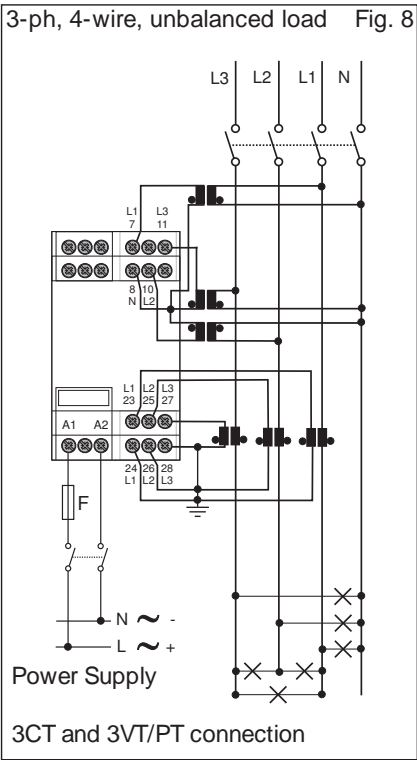 3-ph, 4-wire, unbalanced load Fig. 8
L3 L2 L1 N
L1 L3
7 11
8 10
N L2
L1 L2 L3
23 25 27
A1 A2
24 26 28
L1 L2 L3
F
N ~ -
L ~ +
Power Supply
3CT and 3VT/PT connection